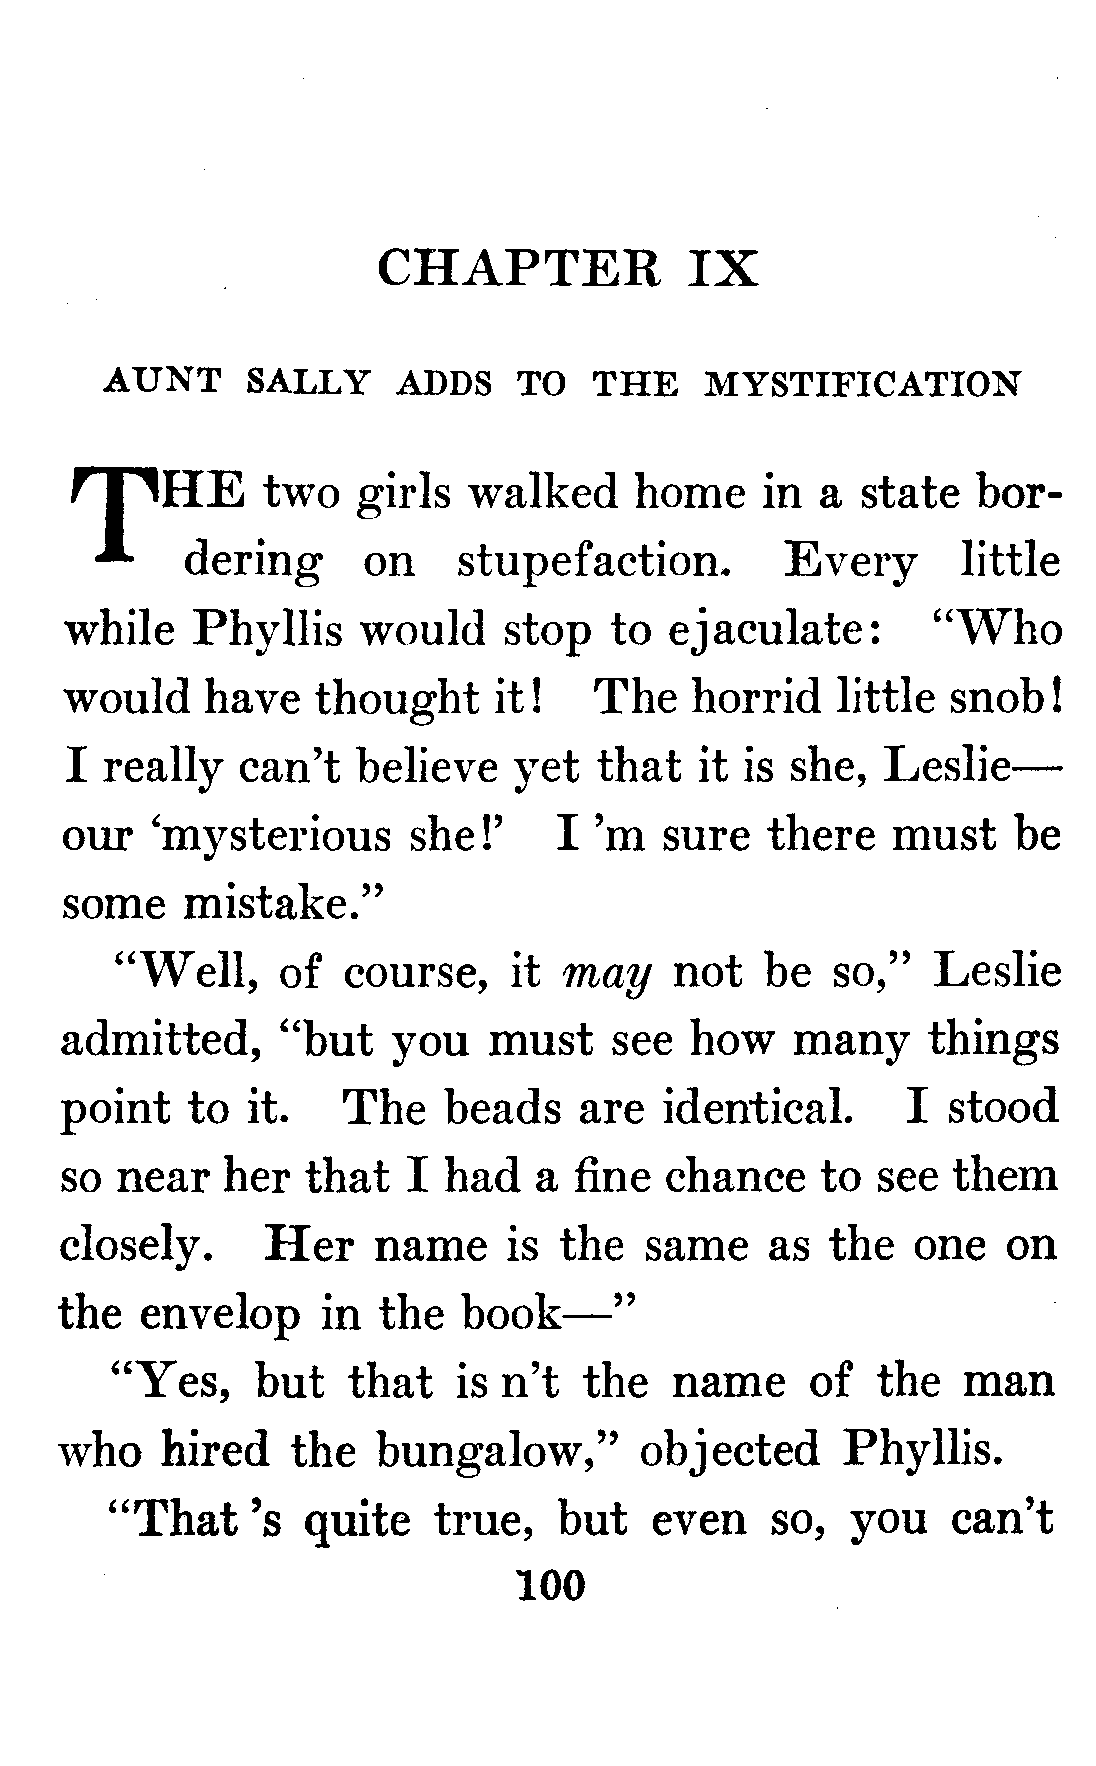 CHAPTER IX
AUNT SALLY ADDS TO THE MYSTIFICATION
THE two girls walked home in a state bor-
dering on stupefaction. Every little
while Phyllis would stop to ejaculate: “Who
would have thought it! The horrid little snob!
I really can’t believe yet that it is she, Leslie—
our ‘mysterious she!’ I ’m sure there must be
some mistake.”
“Well, of course, it may not be so,” Leslie
admitted, “but you must see how many things
point to it. The beads are identical. I stood
so near her that I had a fine chance to see them
closely. Her name is the same as the one on
the envelop in the book—”
“Yes, but that is n’t the name of the man
who hired the bungalow,” objected Phyllis.
“That ’s quite true, but even so, you can’t
100